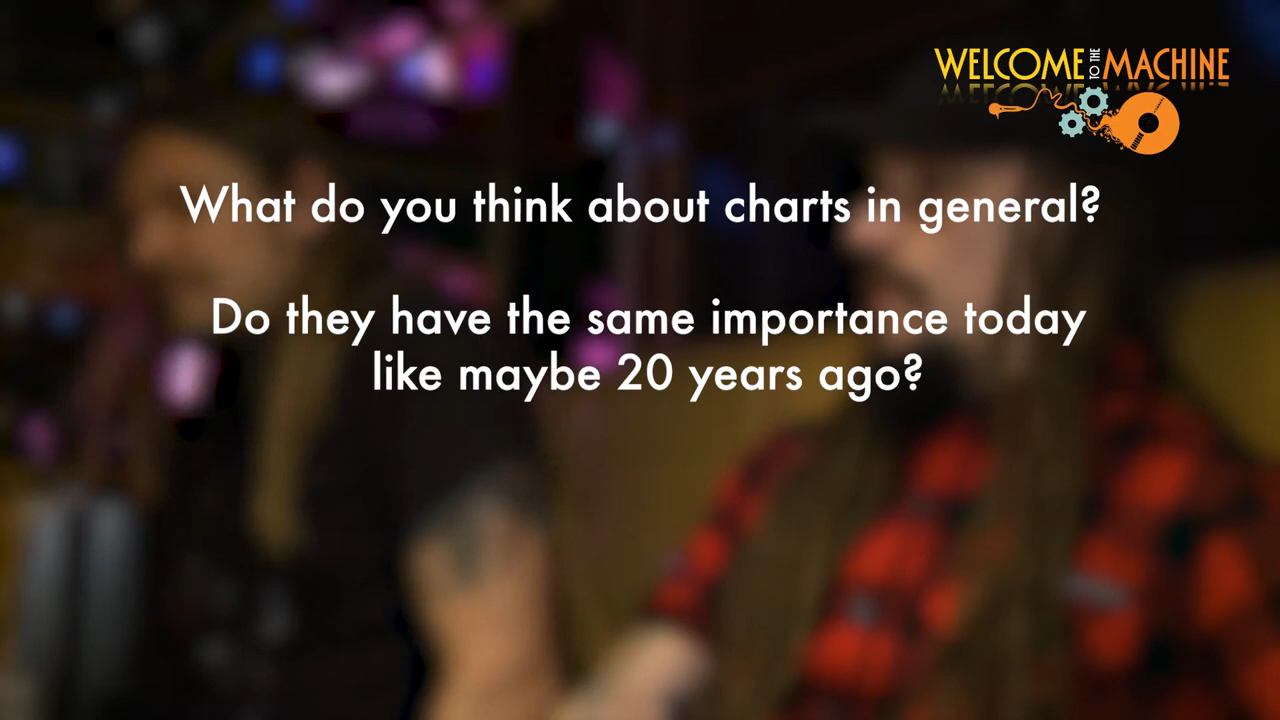 WELCOME TO THE MACHINE
What do you think about charts in general?
Do they have the same importance today
like maybe 20 years ago?